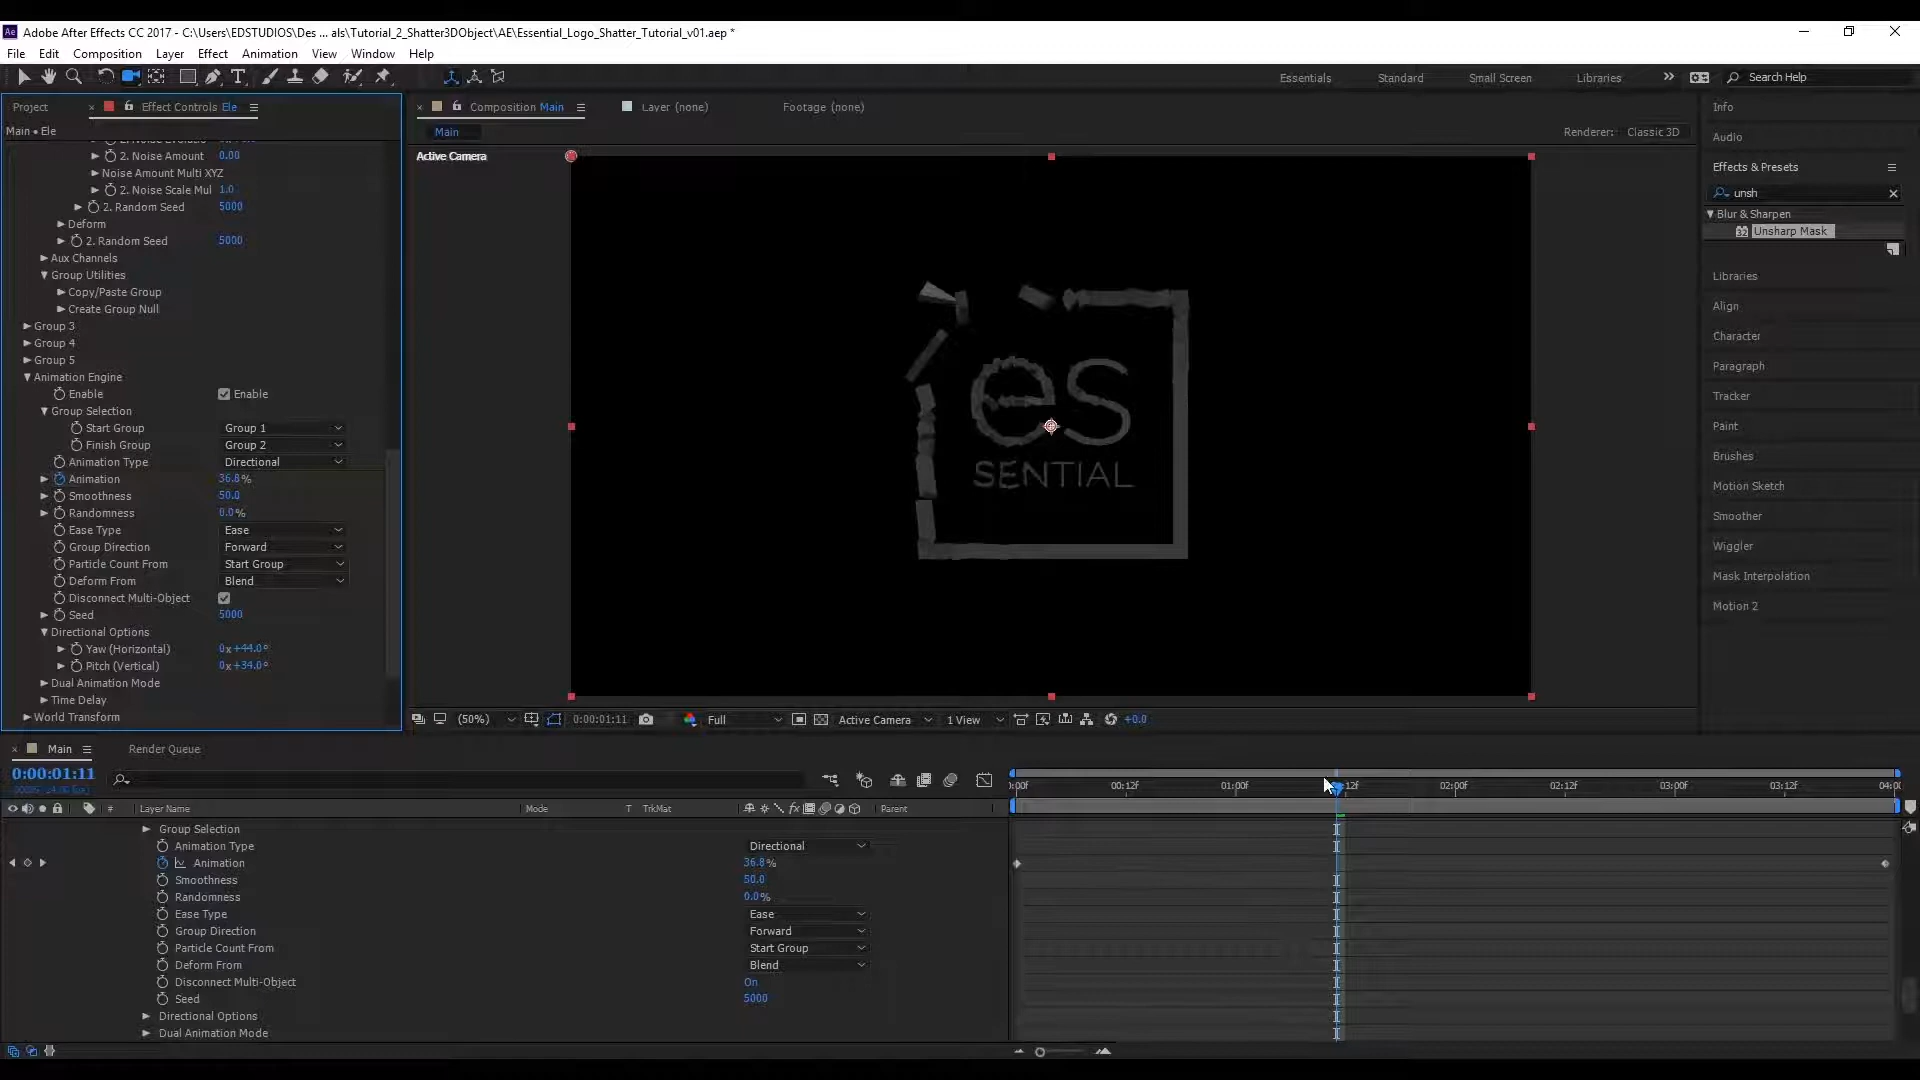 Ae Adobe After Effects CC 2017 - C:\Users\EDSTUDIOS\Des ... als\Tutorial_2_Shatter3DObject\AE\Essential_Logo_Shatter_Tutorial_v01.aep *
File Edit Composition Layer Effect Animation View Window Help
Essentials Standard Small Screen Libraries Search Help
Project Effect Controls Ele
Composition Main Layer (none) Footage (none)
Main • Ele
Main
Renderer: Classic 3D
Active Camera
2. Noise Amount 0.00
Noise Amount Multi XYZ
2. Noise Scale Mul 1.0
2. Random Seed 5000
Deform
2. Random Seed 5000
Aux Channels
Group Utilities
Copy/Paste Group
Create Group Null
Group 3
Group 4
Group 5
Animation Engine
Enable Enable
Group Selection
Start Group Group 1
Finish Group Group 2
Animation Type Directional
Animation 36.8%
Smoothness 50.0
Randomness 0.0%
Ease Type Ease
Group Direction Forward
Particle Count From Start Group
Deform From Blend
Disconnect Multi-Object
Seed 5000
Directional Options
Yaw (Horizontal) 0x+44.0°
Pitch (Vertical) 0x+34.0°
Dual Animation Mode
Time Delay
World Transform
es
SENTIAL
(50%) 0:00:01:11 Full Active Camera 1 View +0.0
Info
Audio
Effects & Presets
unsh
Blur & Sharpen
32 Unsharp Mask
Libraries
Align
Character
Paragraph
Tracker
Paint
Brushes
Motion Sketch
Smoother
Wiggler
Mask Interpolation
Motion 2
Main Render Queue
0:00:01:11
:00f 00:12f 01:00f 12f 02:00f 02:12f 03:00f 03:12f 04:00
# Layer Name Mode T TrkMat fx Parent
Group Selection
Animation Type Directional
Animation 36.8%
Smoothness 50.0
Randomness 0.0%
Ease Type Ease
Group Direction Forward
Particle Count From Start Group
Deform From Blend
Disconnect Multi-Object On
Seed 5000
Directional Options
Dual Animation Mode